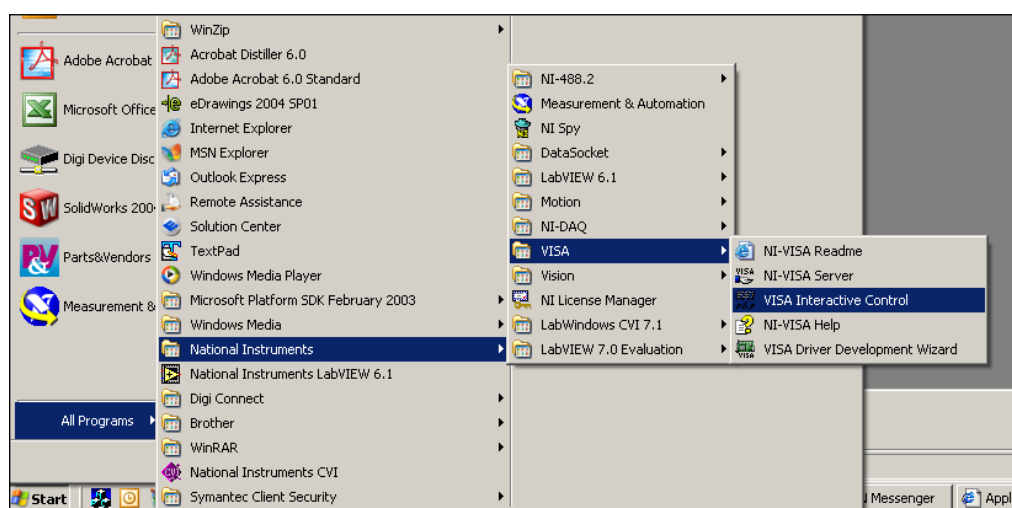 Adobe Acrobat
Microsoft Office
Digi Device Disc
SolidWorks 200
Parts&Vendors
Measurement &
All Programs
Start
WinZip
Acrobat Distiller 6.0
Adobe Acrobat 6.0 Standard
eDrawings 2004 SP01
Internet Explorer
MSN Explorer
Outlook Express
Remote Assistance
Solution Center
TextPad
Windows Media Player
Microsoft Platform SDK February 2003
Windows Media
National Instruments
National Instruments LabVIEW 6.1
Digi Connect
Brother
WinRAR
National Instruments CVI
Symantec Client Security
NI-488.2
Measurement & Automation
NI Spy
DataSocket
LabVIEW 6.1
Motion
NI-DAQ
VISA
Vision
NI License Manager
LabWindows CVI 7.1
LabVIEW 7.0 Evaluation
NI-VISA Readme
NI-VISA Server
VISA Interactive Control
NI-VISA Help
VISA Driver Development Wizard
Messenger
Appl